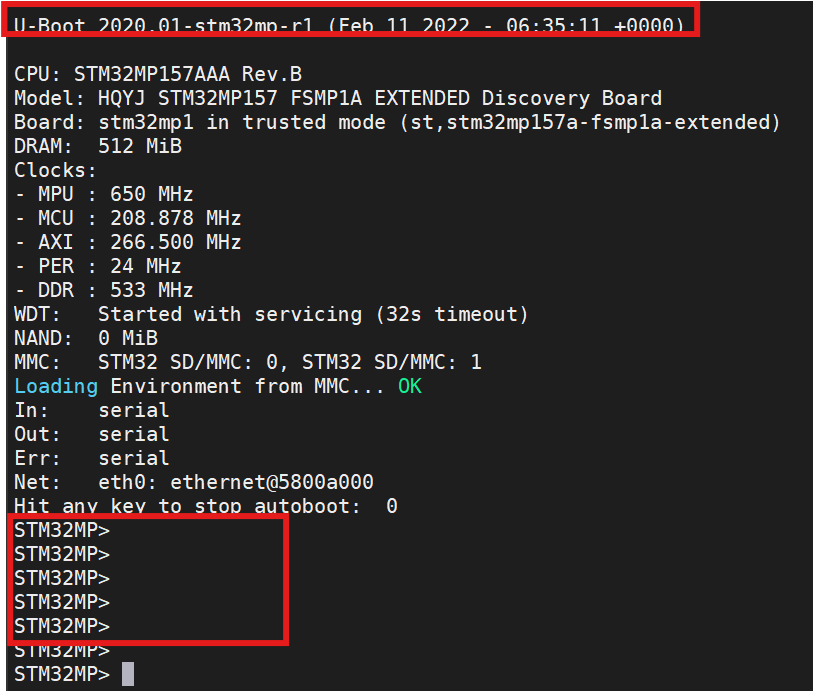 U-Boot 2020.01-stm32mp-r1 (Feb 11 2022 - 06:35:11 +0000)
CPU: STM32MP157AAA Rev.B
Model: HQYJ STM32MP157 FSMP1A EXTENDED Discovery Board
Board: stm32mp1 in trusted mode (st,stm32mp157a-fsmp1a-extended)
DRAM:  512 MiB
Clocks:
- MPU : 650 MHz
- MCU : 208.878 MHz
- AXI : 266.500 MHz
- PER : 24 MHz
- DDR : 533 MHz
WDT:   Started with servicing (32s timeout)
NAND:  0 MiB
MMC:   STM32 SD/MMC: 0, STM32 SD/MMC: 1
Loading Environment from MMC... OK
In:    serial
Out:   serial
Err:   serial
Net:   eth0: ethernet@5800a000
Hit any key to stop autoboot:  0
STM32MP>
STM32MP>
STM32MP>
STM32MP>
STM32MP>
STM32MP>
STM32MP>